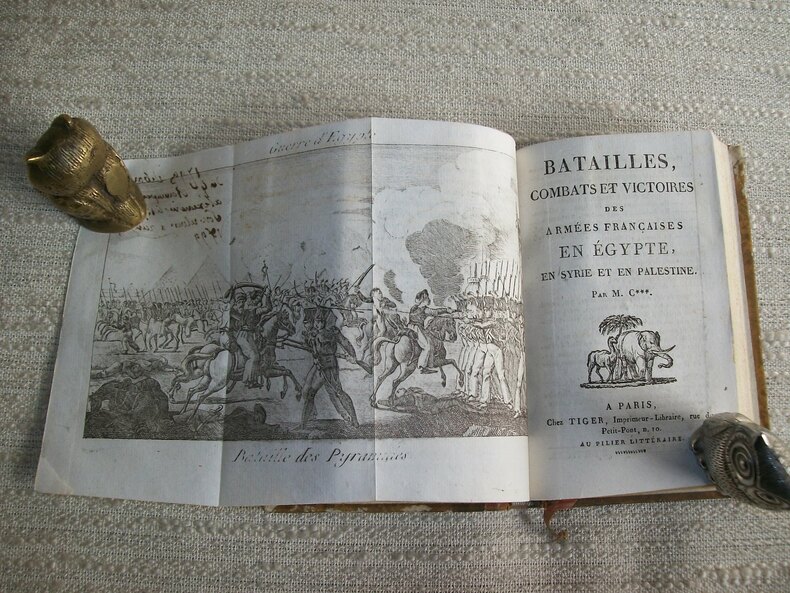 Guerre d'Egypte
Bataille des Pyramides
BATAILLES,
COMBATS ET VICTOIRES
DES
ARMÉES FRANÇAISES
EN ÉGYPTE,
EN SYRIE ET EN PALESTINE.
PAR M. C***.
A PARIS,
Chez TIGER, Imprimeur-Libraire, rue
Petit-Pont, n. 10.
AU PILIER LITTÉRAIRE.